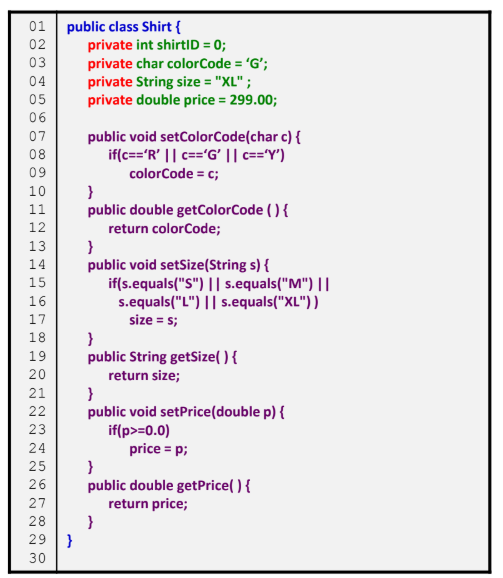 01 public class Shirt {
02 private int shirtID = 0;
03 private char colorCode = ‘G’;
04 private String size = "XL" ;
05 private double price = 299.00;
06
07 public void setColorCode(char c) {
08 if(c==‘R’ || c==‘G’ || c==‘Y’)
09 colorCode = c;
10 }
11 public double getColorCode ( ) {
12 return colorCode;
13 }
14 public void setSize(String s) {
15 if(s.equals("S") || s.equals("M") ||
16 s.equals("L") || s.equals("XL") )
17 size = s;
18 }
19 public String getSize( ) {
20 return size;
21 }
22 public void setPrice(double p) {
23 if(p>=0.0)
24 price = p;
25 }
26 public double getPrice( ) {
27 return price;
28 }
29 }
30